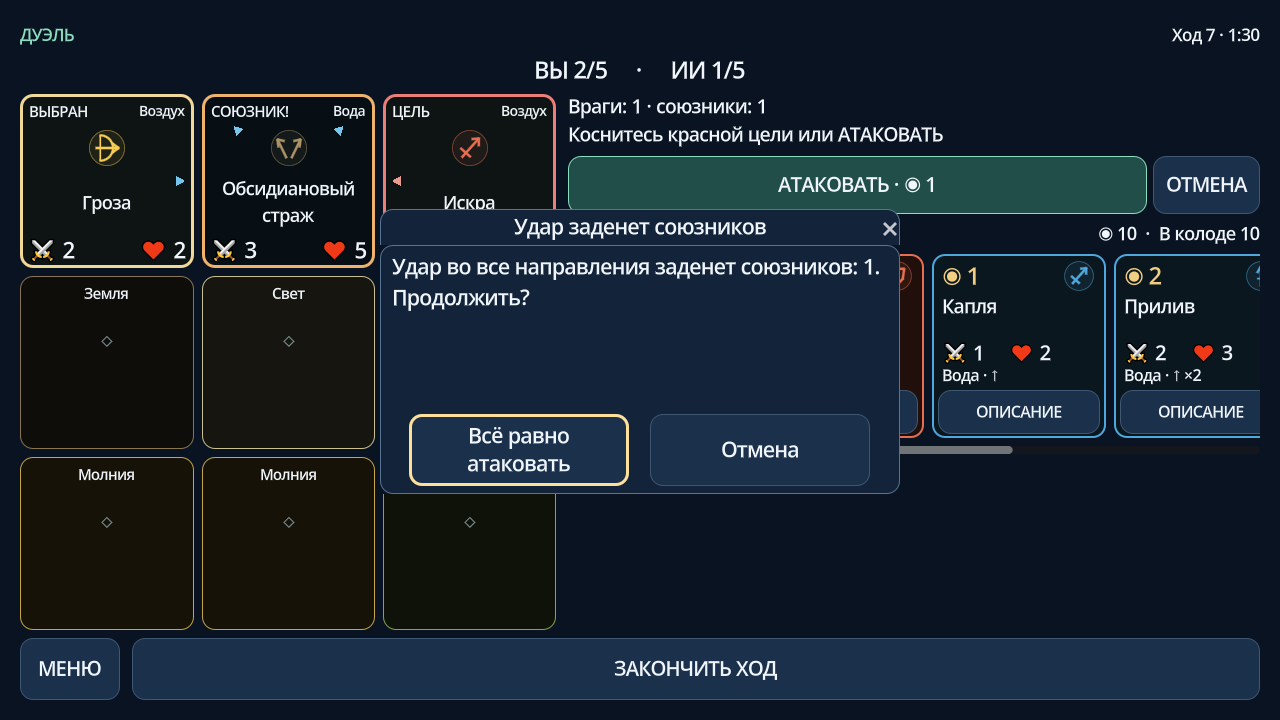 ДУЭЛЬ
Ход 7 · 1:30
ВЫ 2/5 · ИИ 1/5
ВЫБРАН Воздух
Гроза
2 2
СОЮЗНИК! Вода
Обсидиановый
страж
3 5
ЦЕЛЬ Воздух
Искра
Враги: 1 · союзники: 1
Коснитесь красной цели или АТАКОВАТЬ
АТАКОВАТЬ · ◉ 1
ОТМЕНА
◉ 10 · В колоде 10
Удар заденет союзников ×
Удар во все направления заденет союзников: 1.
Продолжить?
Всё равно
атаковать
Отмена
◉ 1
Капля
1 2
Вода · ↑
ОПИСАНИЕ
◉ 2
Прилив
2 3
Вода · ↑ ×2
ОПИСАНИЕ
Земля
Свет
Молния
Молния
МЕНЮ
ЗАКОНЧИТЬ ХОД